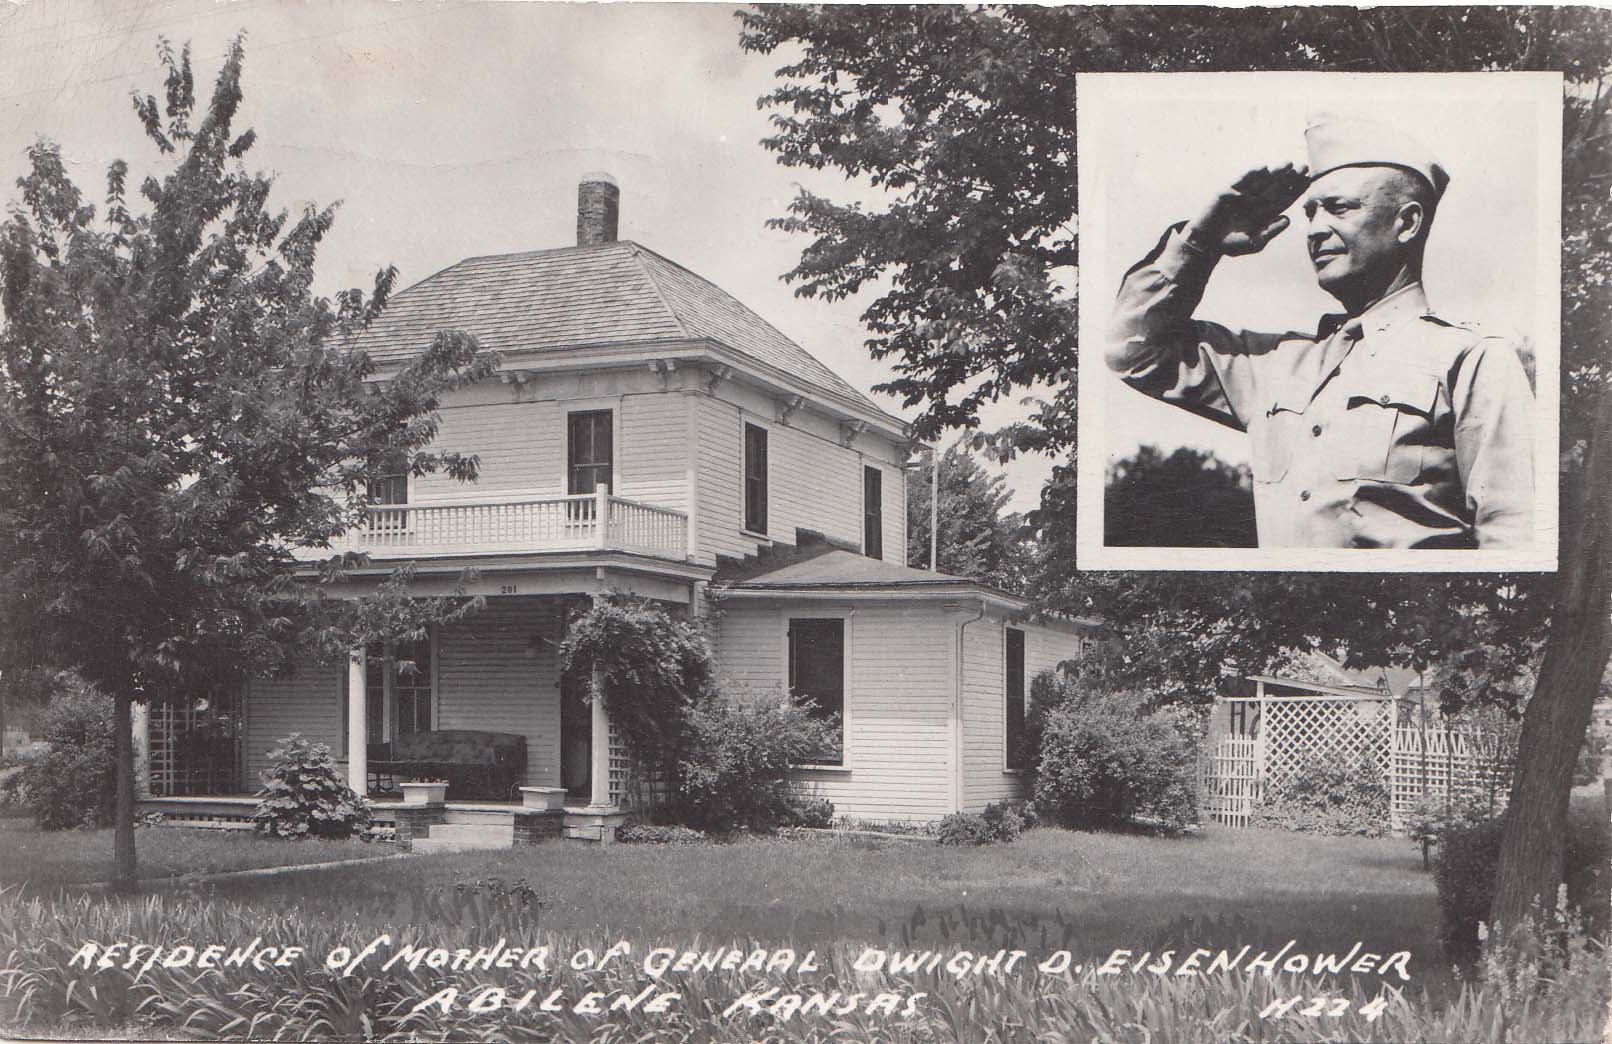 201
RESIDENCE OF MOTHER OF GENERAL DWIGHT D. EISENHOWER
ABILENE KANSAS H224